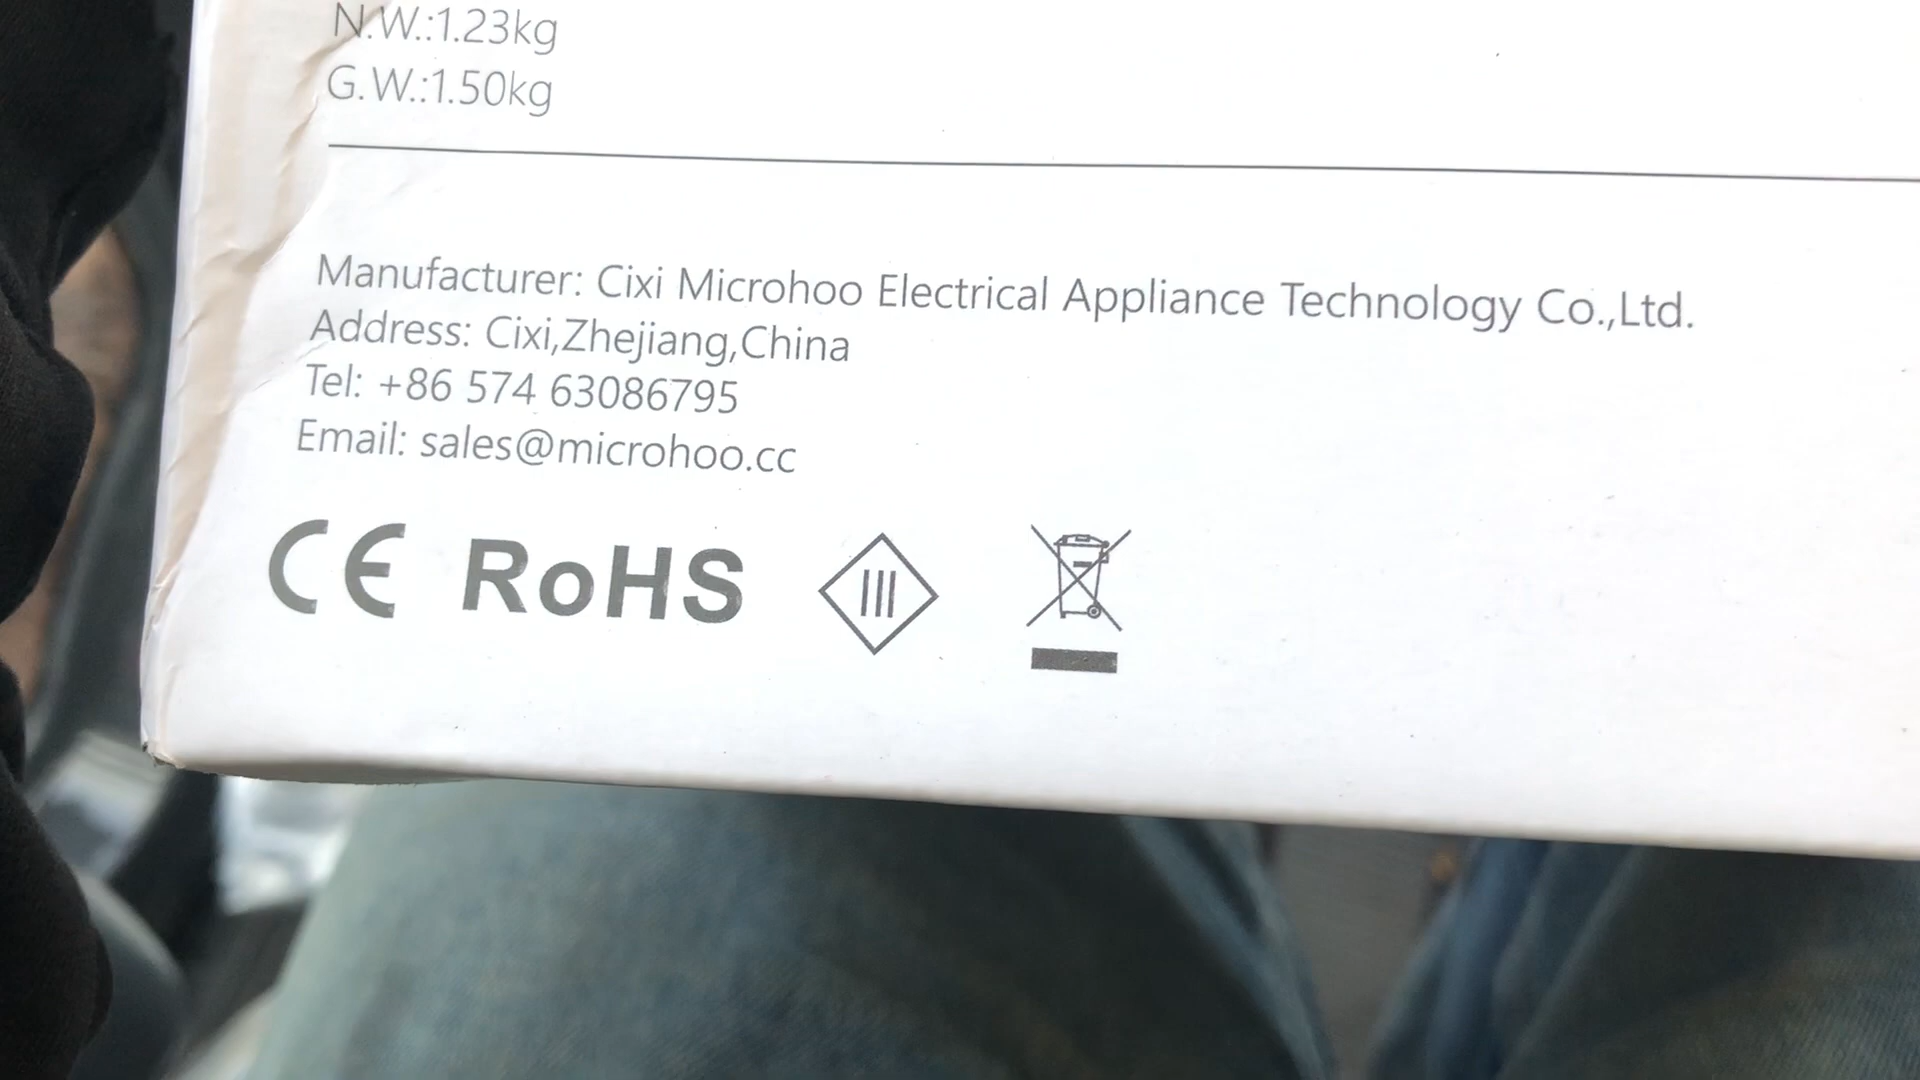 N.W.:1.23kg
G.W.:1.50kg
Manufacturer: Cixi Microhoo Electrical Appliance Technology Co.,Ltd.
Address: Cixi,Zhejiang,China
Tel: +86 574 63086795
Email: sales@microhoo.cc
CE RoHS III